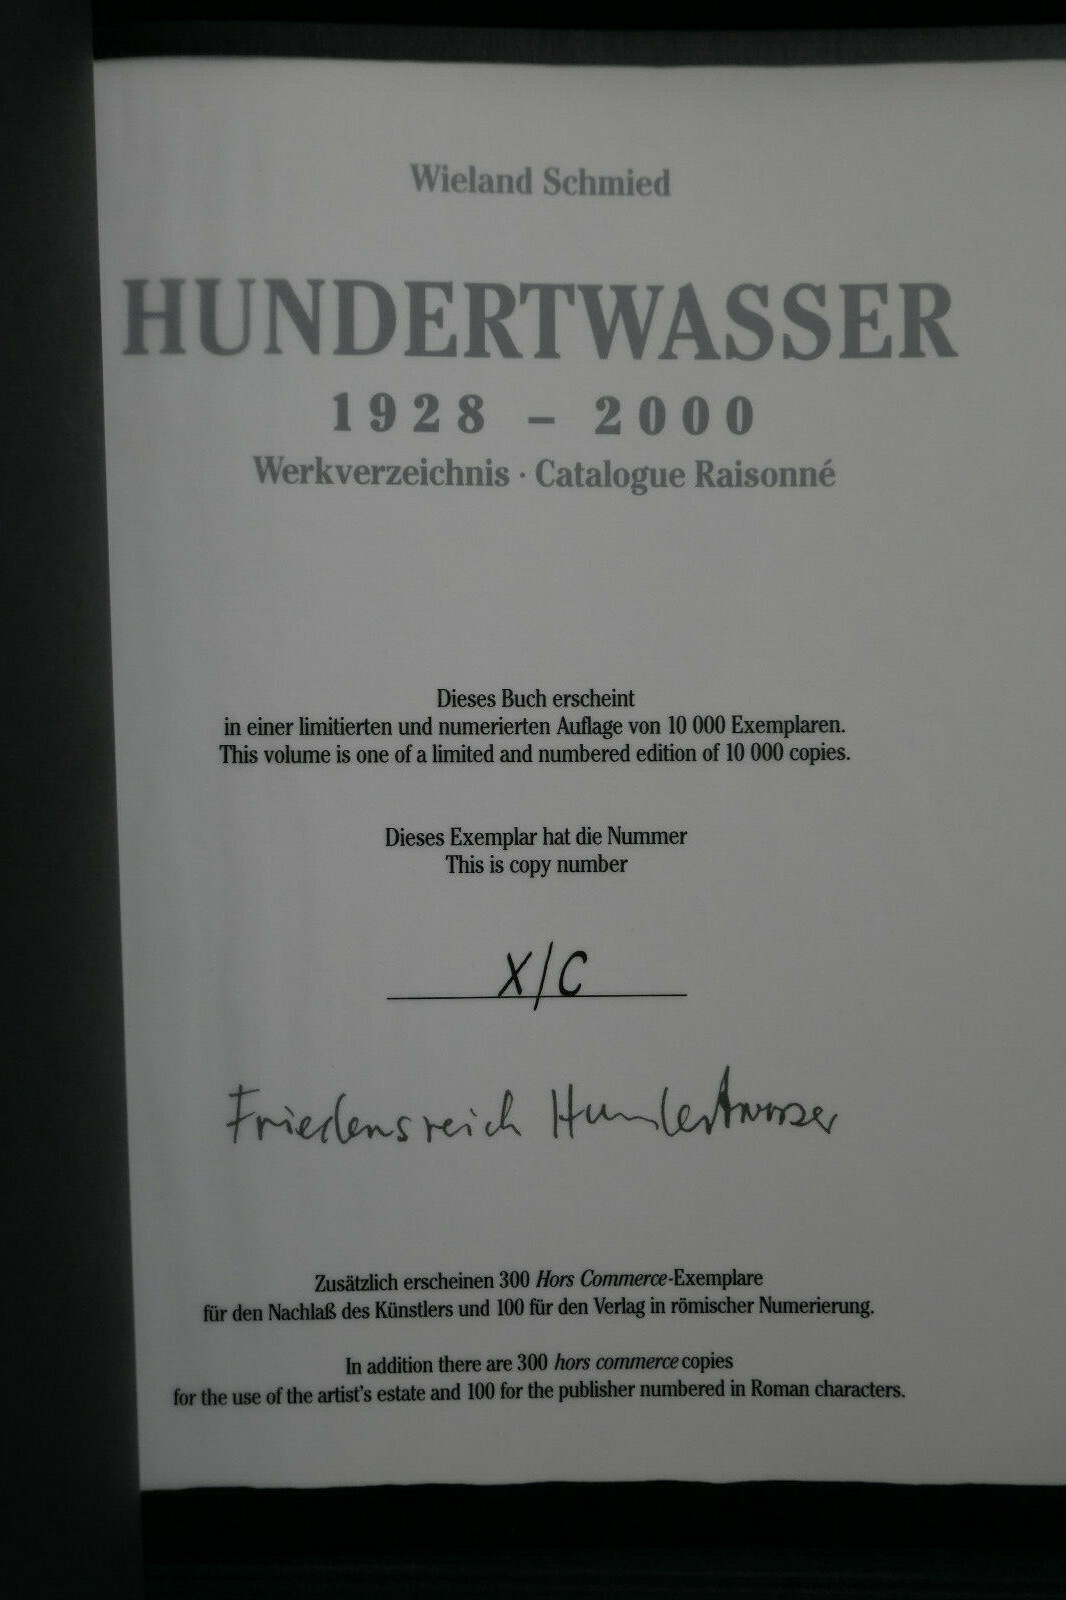 Wieland Schmied
HUNDERTWASSER
1928 – 2000
Werkverzeichnis · Catalogue Raisonné
Dieses Buch erscheint
in einer limitierten und numerierten Auflage von 10 000 Exemplaren.
This volume is one of a limited and numbered edition of 10 000 copies.
Dieses Exemplar hat die Nummer
This is copy number
X/C
Friedensreich Hundertwasser
Zusätzlich erscheinen 300 Hors Commerce-Exemplare
für den Nachlaß des Künstlers und 100 für den Verlag in römischer Numerierung.
In addition there are 300 hors commerce copies
for the use of the artist's estate and 100 for the publisher numbered in Roman characters.